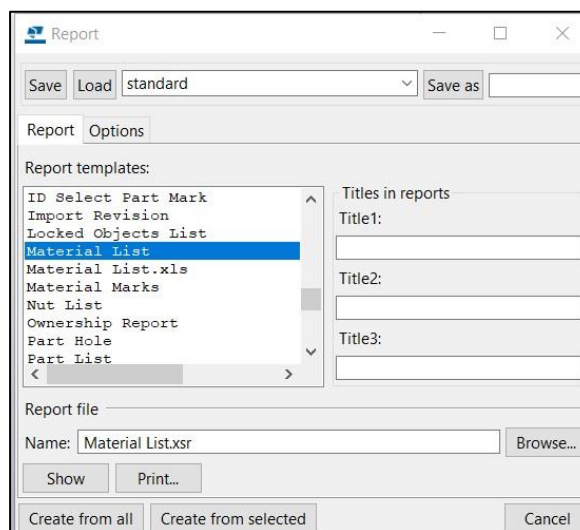 Report
Save Load standard Save as
Report Options
Report templates:
ID Select Part Mark
Import Revision
Locked Objects List
Material List
Material List.xls
Material Marks
Nut List
Ownership Report
Part Hole
Part List
Titles in reports
Title1:
Title2:
Title3:
Report file
Name: Material List.xsr Browse...
Show Print...
Create from all Create from selected Cancel